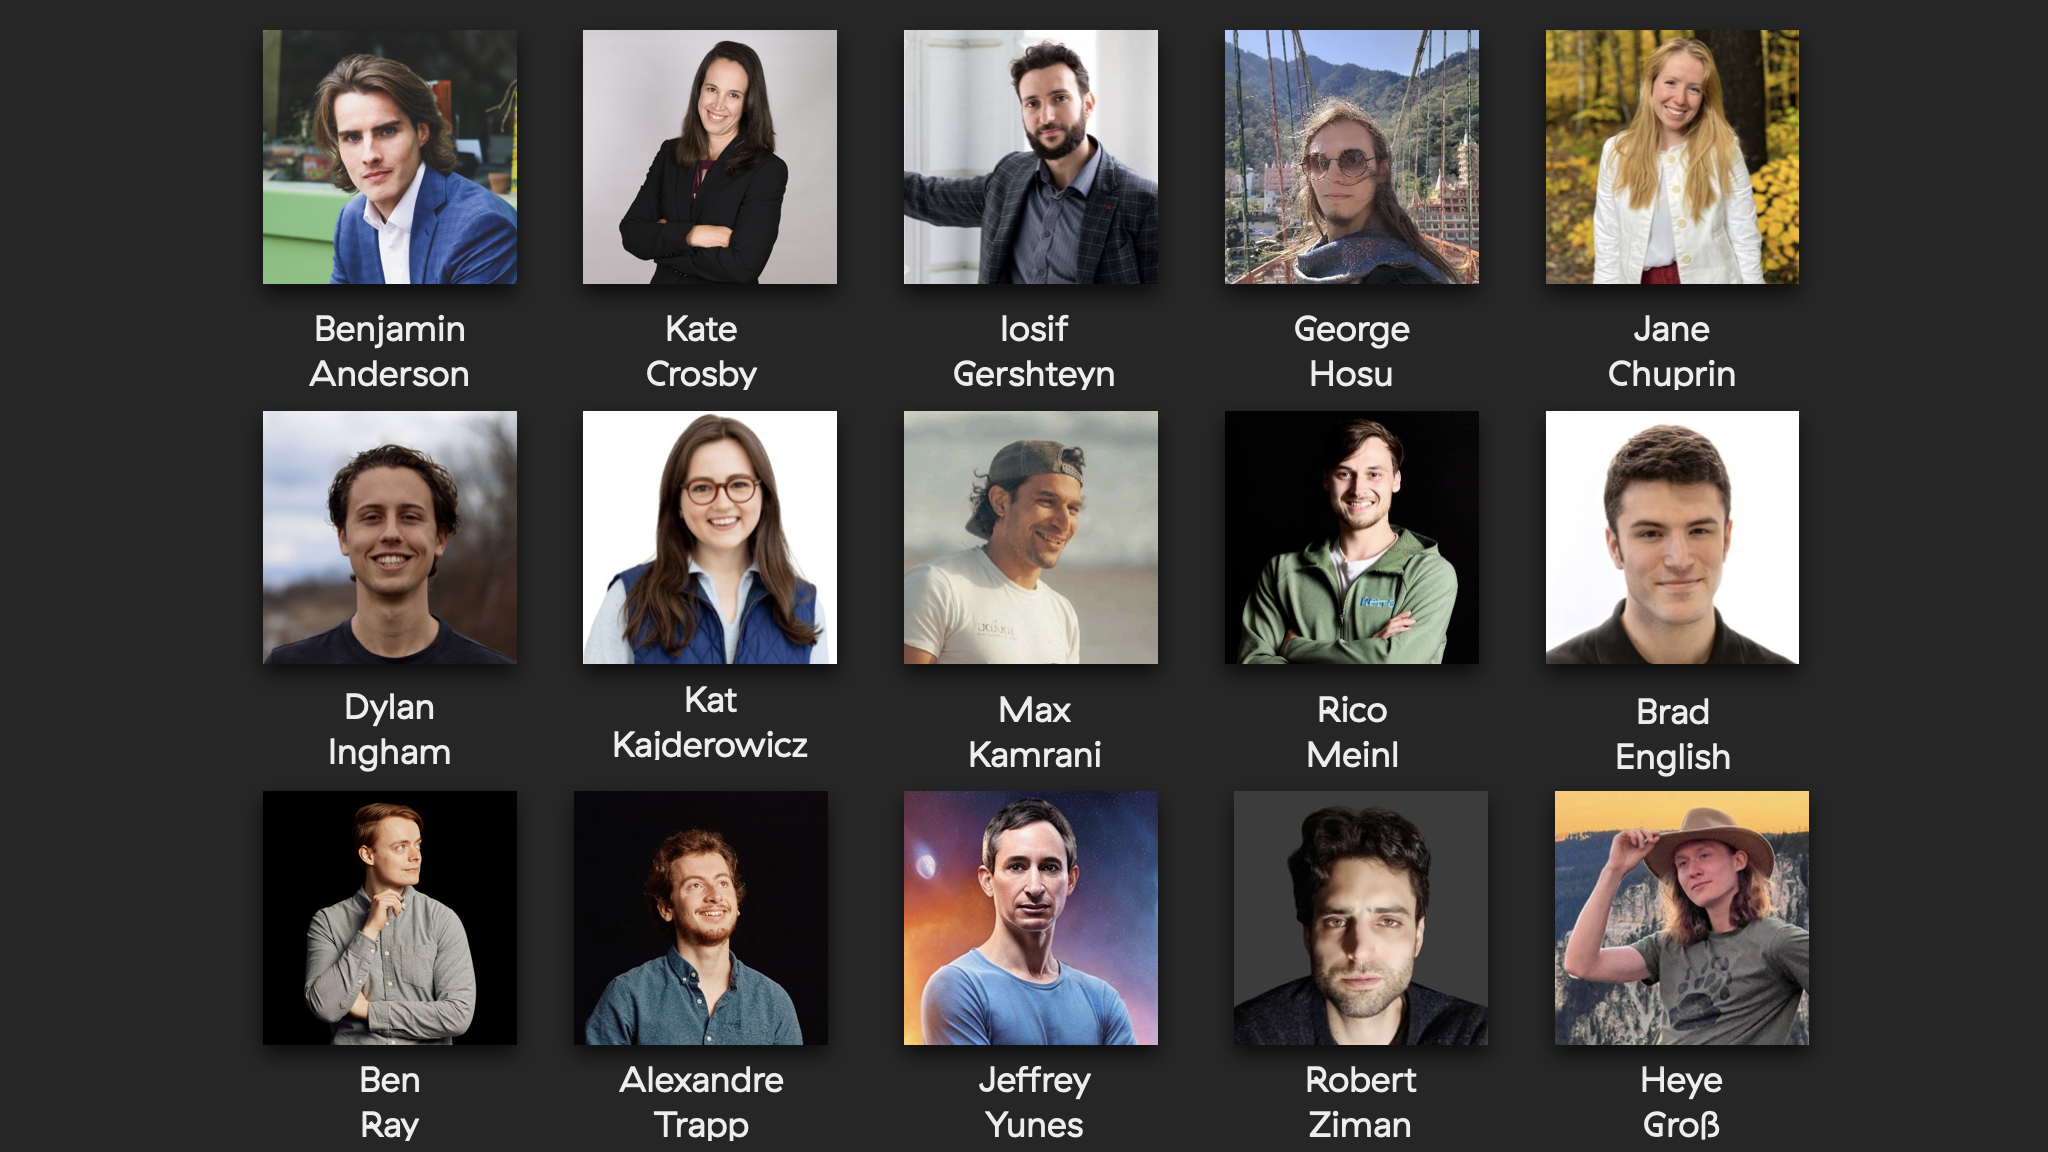 Benjamin
Anderson
Kate
Crosby
Iosif
Gershteyn
George
Hosu
Jane
Chuprin
Retro
Dylan
Ingham
Kat
Kajderowicz
Max
Kamrani
Rico
Meinl
Brad
English
Ben
Ray
Alexandre
Trapp
Jeffrey
Yunes
Robert
Ziman
Heye
Groß